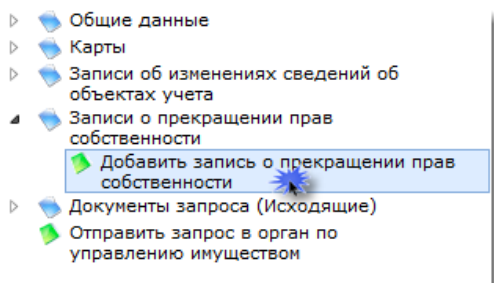 Общие данные
Карты
Записи об изменениях сведений об
объектах учета
Записи о прекращении прав
собственности
Добавить запись о прекращении прав
собственности
Документы запроса (Исходящие)
Отправить запрос в орган по
управлению имуществом